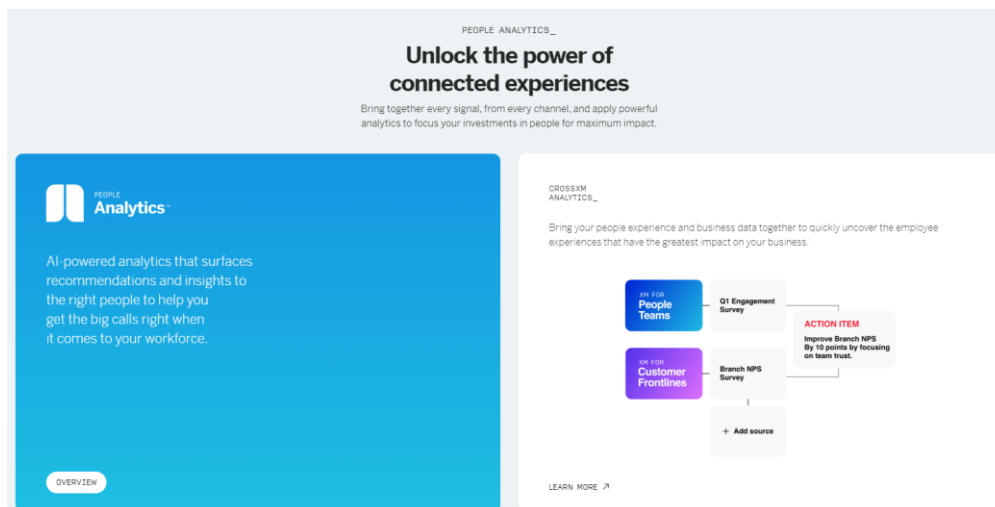 PEOPLE ANALYTICS_
Unlock the power of
connected experiences
Bring together every signal, from every channel, and apply powerful
analytics to focus your investments in people for maximum impact.
PEOPLE
Analytics™
AI-powered analytics that surfaces
recommendations and insights to
the right people to help you
get the big calls right when
it comes to your workforce.
OVERVIEW
CROSSXM
ANALYTICS_
Bring your people experience and business data together to quickly uncover the employee
experiences that have the greatest impact on your business.
XM FOR
People
Teams
Q1 Engagement
Survey
ACTION ITEM
Improve Branch NPS
By 10 points by focusing
on team trust.
XM FOR
Customer
Frontlines
Branch NPS
Survey
+ Add source
LEARN MORE ↗